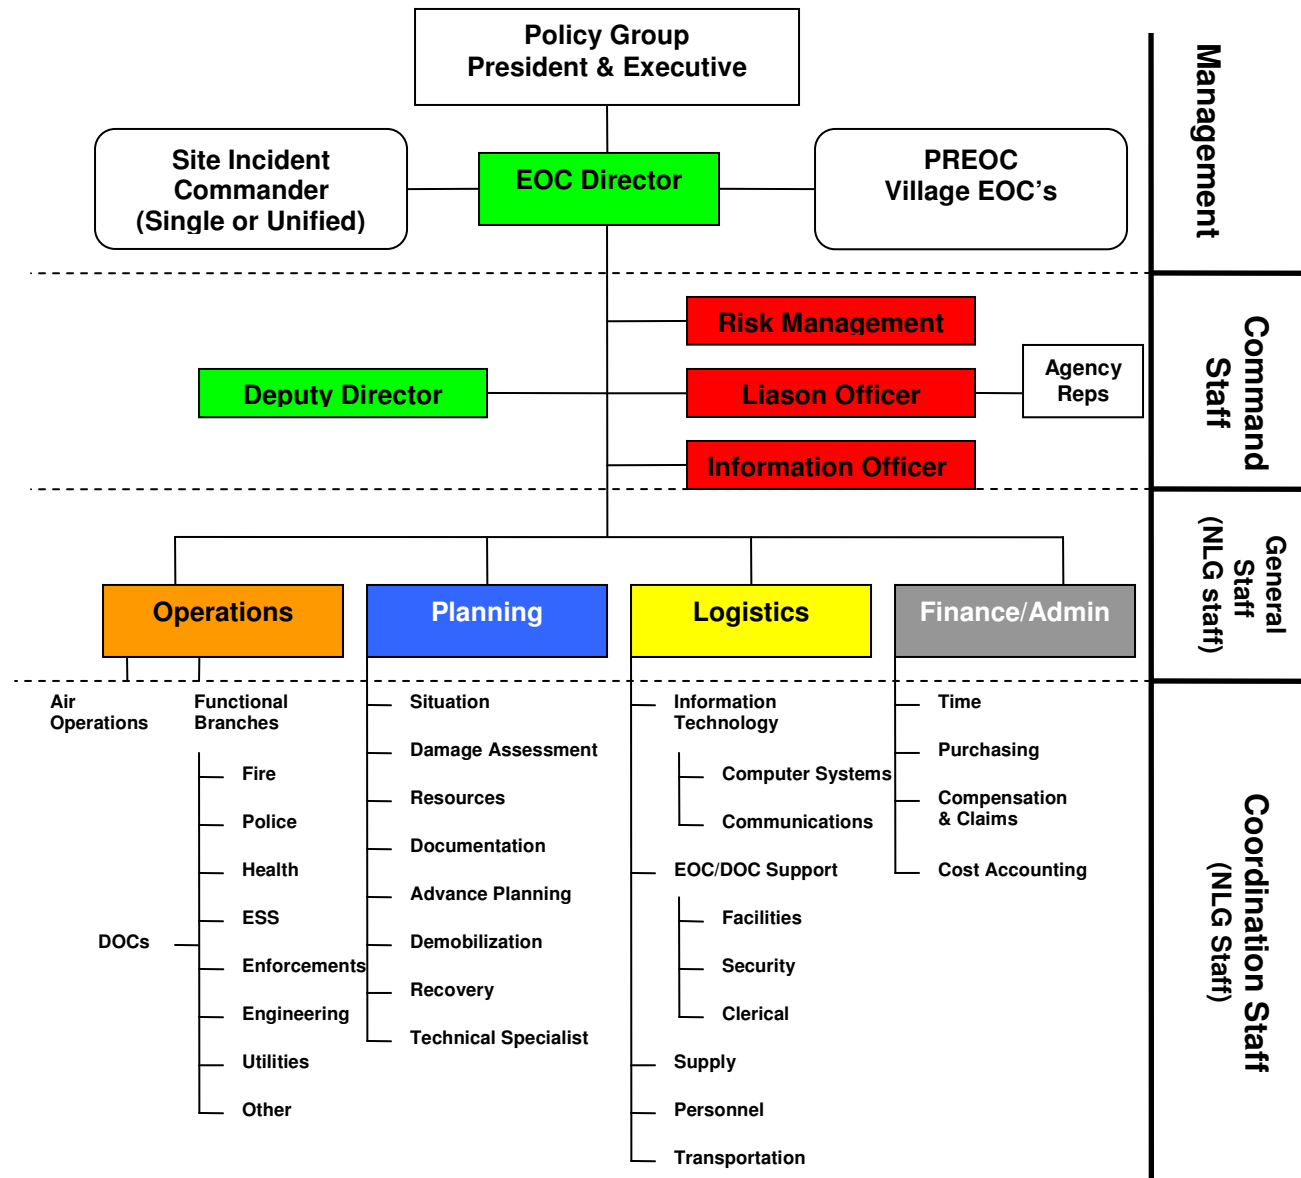 Policy Group
President & Executive
Management
Site Incident
Commander
(Single or Unified)
EOC Director
PREOC
Village EOC's
Risk Management
Command
Staff
Deputy Director
Liason Officer
Agency
Reps
Information Officer
General
Staff
(NLG staff)
Operations
Planning
Logistics
Finance/Admin
Air
Operations
Functional
Branches
Fire
Police
Health
ESS
DOCs
Enforcements
Engineering
Utilities
Other
Situation
Damage Assessment
Resources
Documentation
Advance Planning
Demobilization
Recovery
Technical Specialist
Information
Technology
Computer Systems
Communications
EOC/DOC Support
Facilities
Security
Clerical
Supply
Personnel
Transportation
Time
Purchasing
Compensation
& Claims
Cost Accounting
Coordination Staff
(NLG Staff)